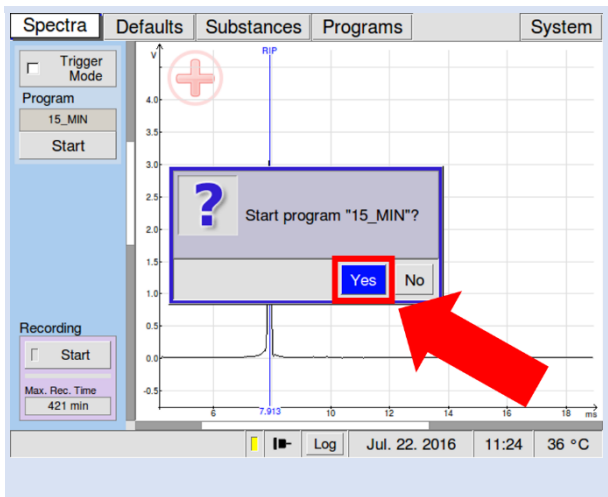 Spectra Defaults Substances Programs System
Trigger
Mode
Program
15_MIN
Start
V
RIP
4.0
3.5
3.0
2.5
2.0
1.5
1.0
0.5
0.0
-0.5
6 7.913 10 12 14 16 18 ms
?
Start program "15_MIN"?
Yes No
Recording
Start
Max. Rec. Time
421 min
Log Jul. 22. 2016 11:24 36 °C